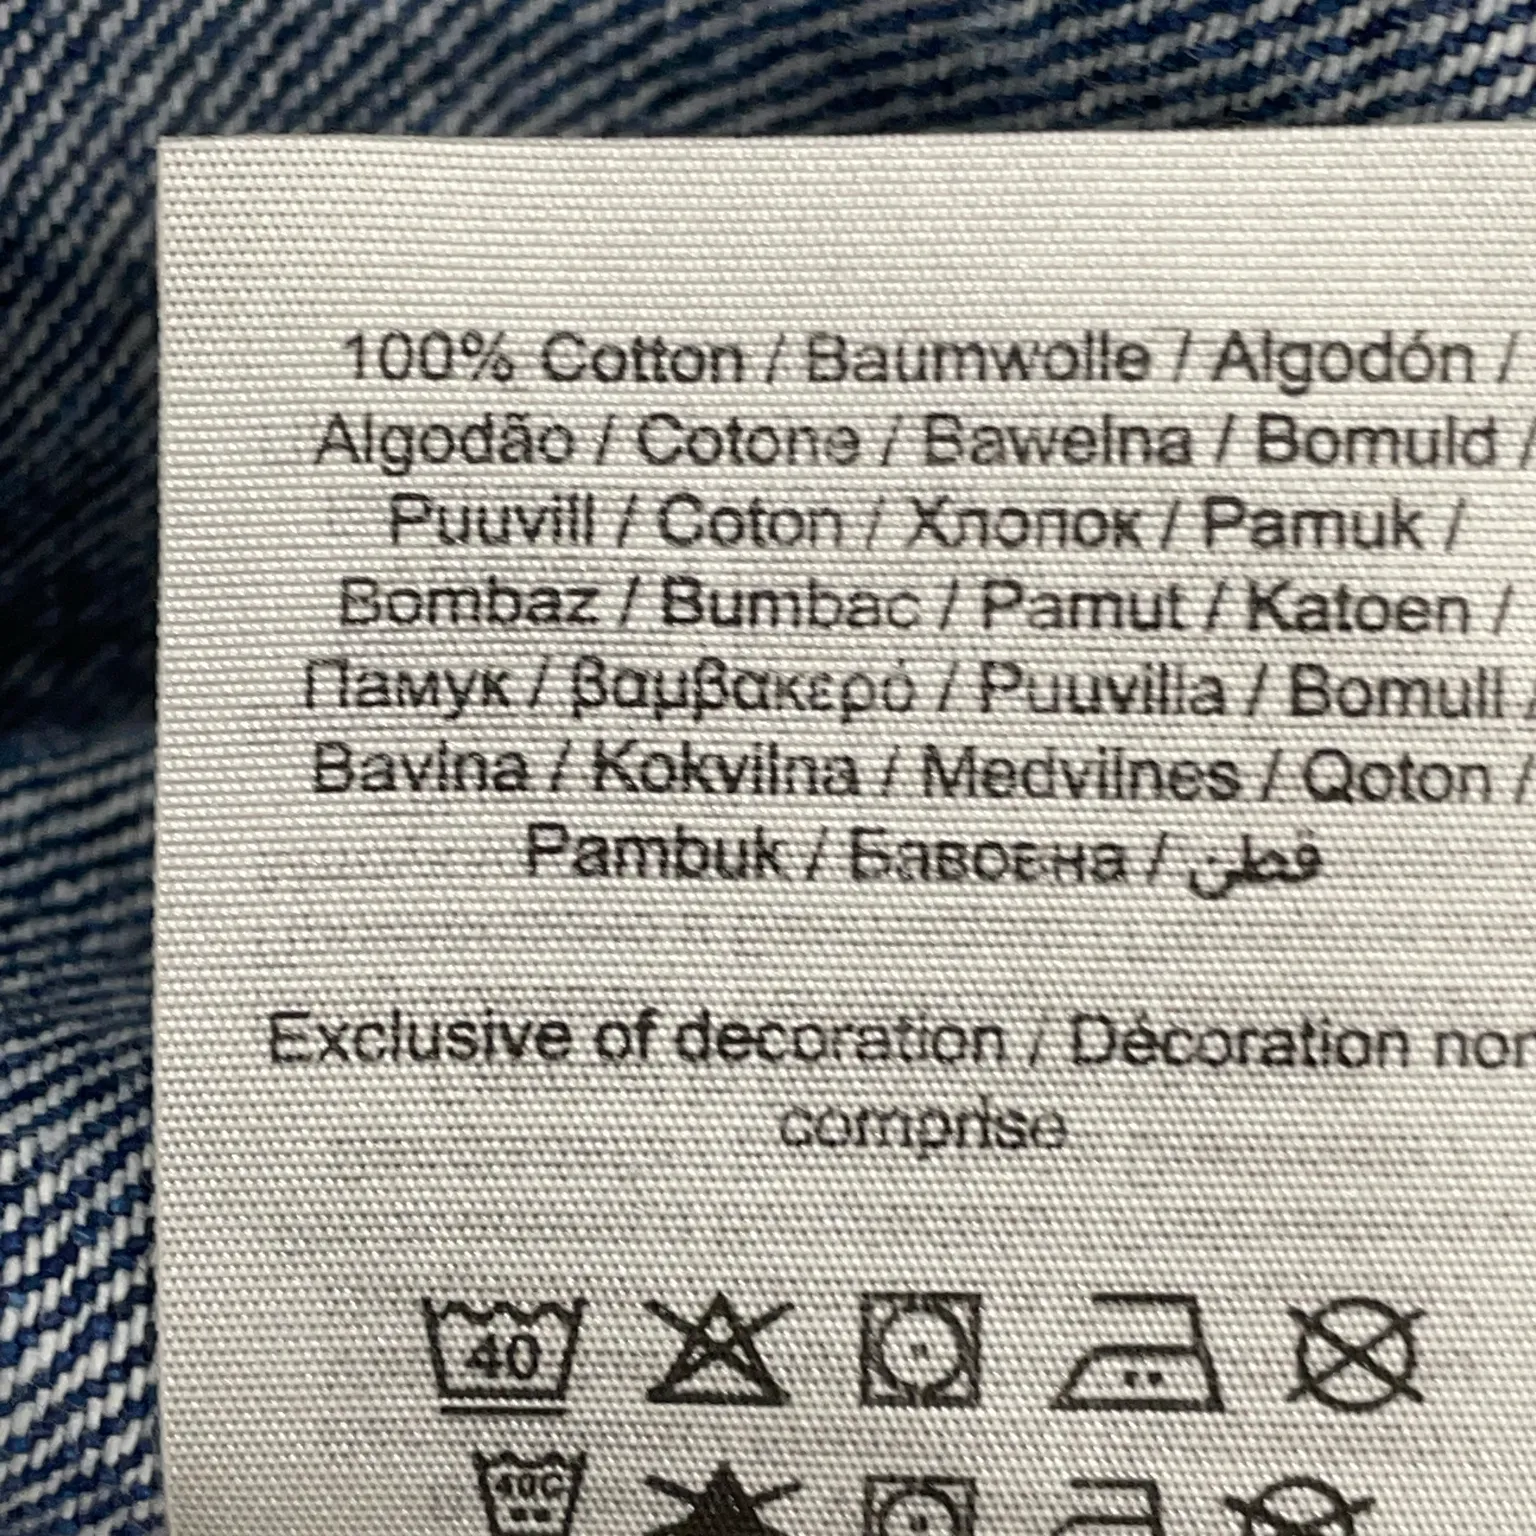 100% Cotton / Baumwolle / Algodón /
Algodão / Cotone / Bawełna / Bomuld /
Puuvill / Coton / Хлопок / Pamuk /
Bombaz / Bumbac / Pamut / Katoen /
Памук / βαμβακερό / Puuvilla / Bomull /
Bavlna / Kokvilna / Medvilnes / Qoton /
Pambuk / Бавовна / قطن
Exclusive of decoration / Décoration non
comprise
40
40C